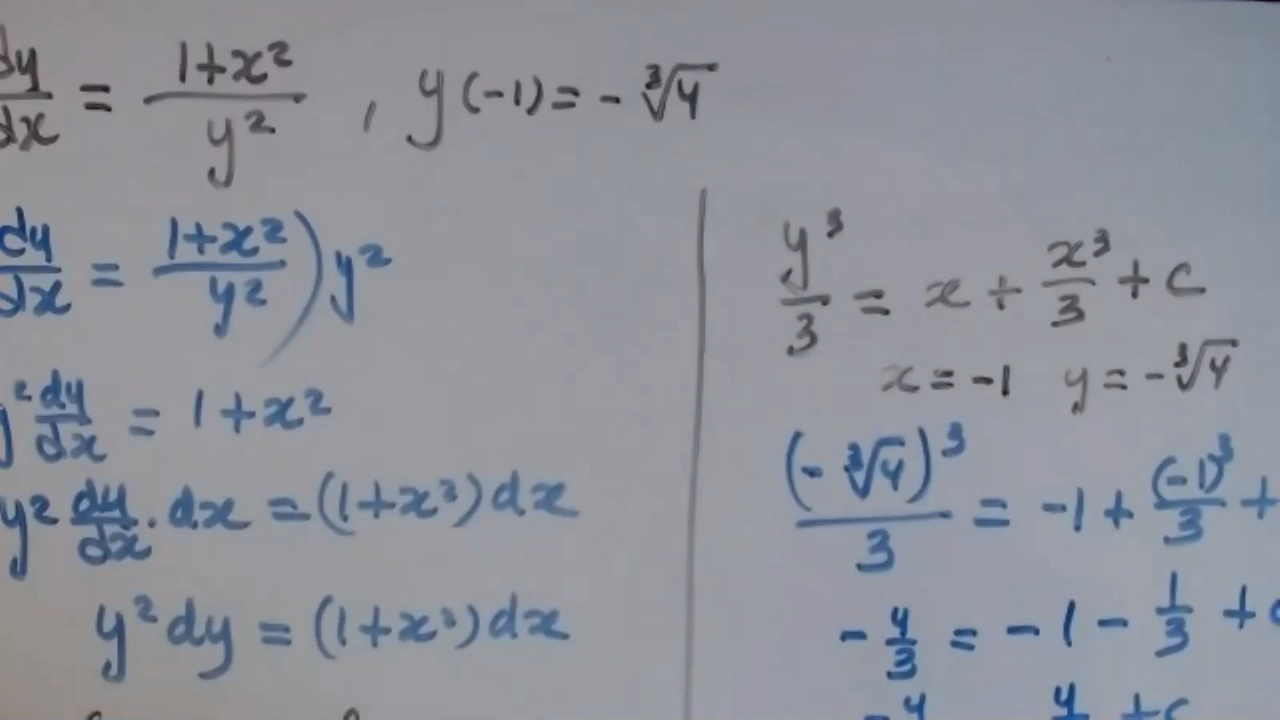 dy/dx = (1+x²)/y² , y(-1) = -∛4
dy/dx = (1+x²)/y² ) y²
y² dy/dx = 1+x²
y² dy/dx · dx = (1+x²)dx
y² dy = (1+x²)dx
y³/3 = x + x³/3 + c
x = -1 y = -∛4
(-∛4)³/3 = -1 + (-1)³/3 +
-4/3 = -1 - 1/3 + c